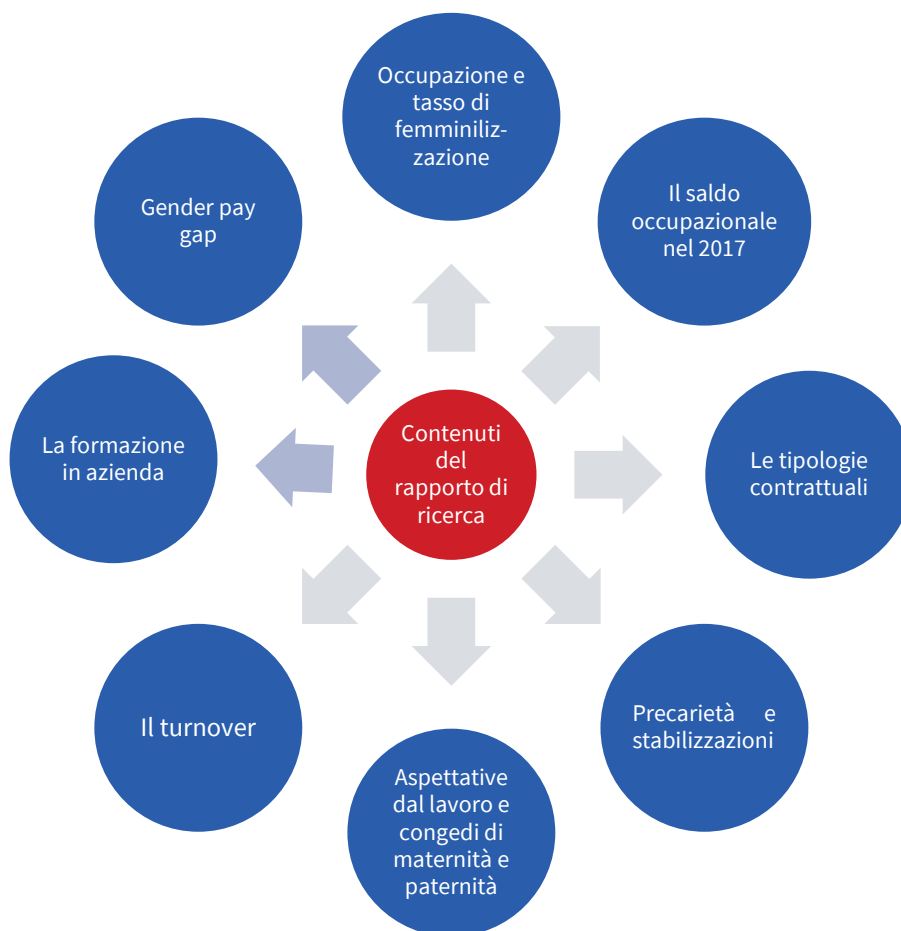 Occupazione e
tasso di
femminiliz-
zazione
Gender pay
gap
Il saldo
occupazionale
nel 2017
La formazione
in azienda
Contenuti
del
rapporto di
ricerca
Le tipologie
contrattuali
Il turnover
Precarietà e
stabilizzazioni
Aspettative
dal lavoro e
congedi di
maternità e
paternità